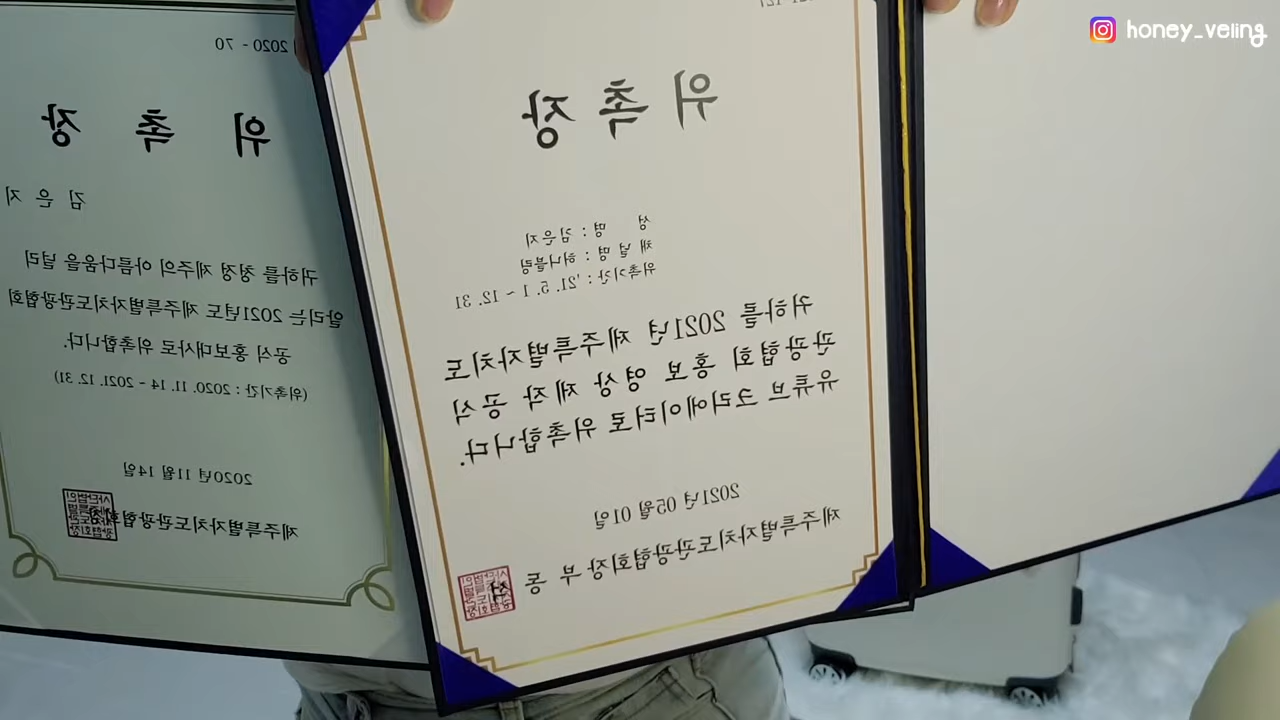 honey_veling
2020 - 70
위 촉 장
김 은 지
귀하를 청정 제주의 아름다움을 널리
알리는 2021년도 제주특별자치도관광협회
공식 홍보대사로 위촉합니다.
(위촉기간 : 2020. 11. 14 ~ 2021. 12. 31)
2020년 11월 14일
제주특별자치도관광협회
위 촉 장
성 명 : 김은지
채 널 명 : 허니블링
위촉기간 : '21. 5. 1 ~ 12. 31
귀하를 2021년 제주특별자치도
관광협회 홍보 영상 제작 공식
유튜브 크리에이터로 위촉합니다.
2021년 05월 01일
제주특별자치도관광협회장 부 동